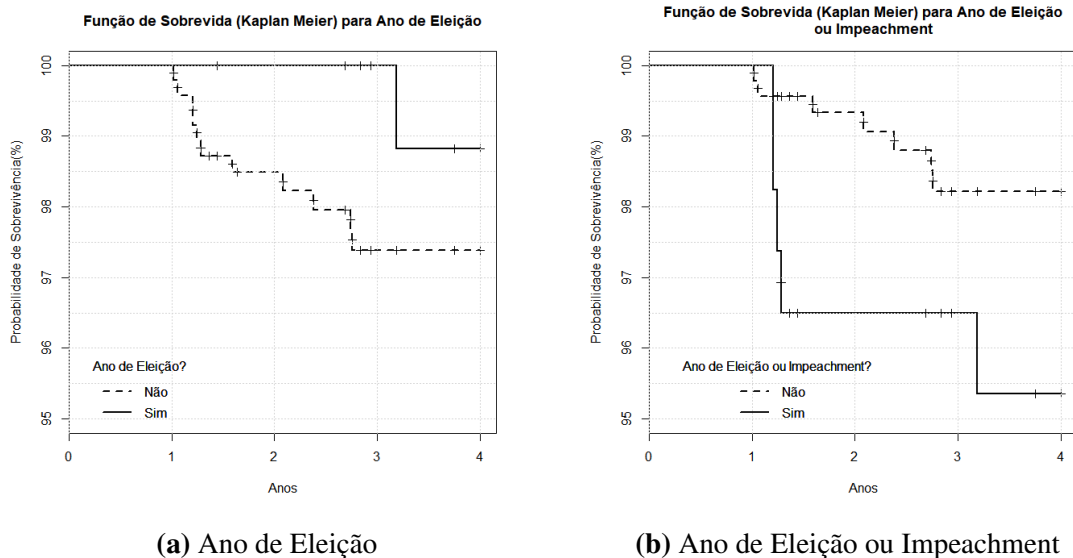 Função de Sobrevida (Kaplan Meier) para Ano de Eleição
Probabilidade de Sobrevivência(%)
100
99
98
97
96
95
Ano de Eleição?
Não
Sim
0 1 2 3 4
Anos
(a) Ano de Eleição
Função de Sobrevida (Kaplan Meier) para Ano de Eleição
ou Impeachment
Probabilidade de Sobrevivência(%)
100
99
98
97
96
95
Ano de Eleição ou Impeachment?
Não
Sim
0 1 2 3 4
Anos
(b) Ano de Eleição ou Impeachment